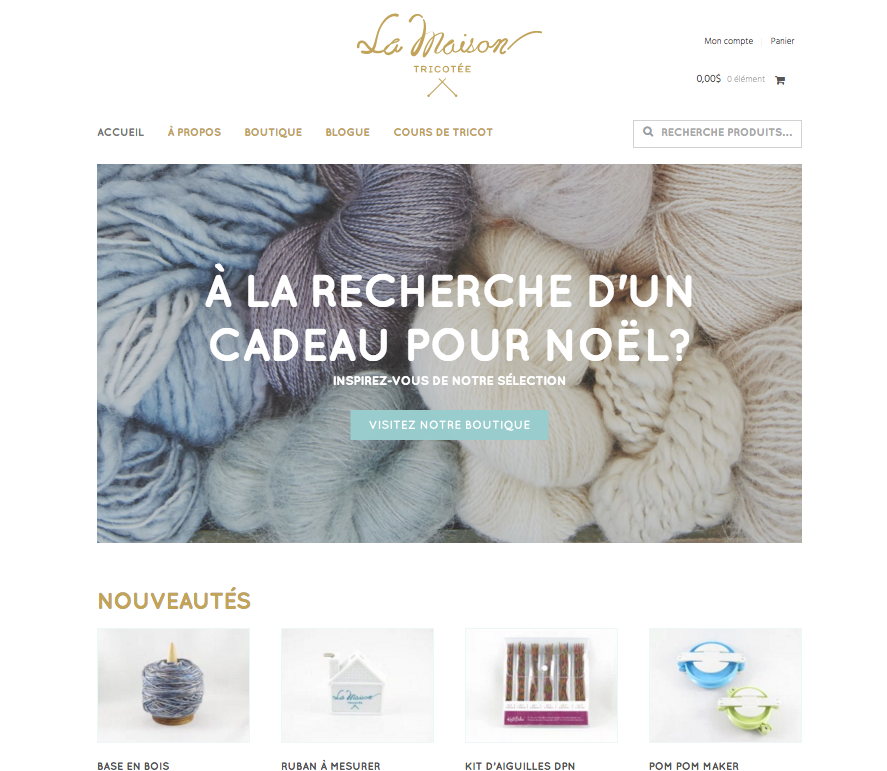 La Maison
TRICOTÉE
Mon compte Panier
0,00$ 0 élément
ACCUEIL À PROPOS BOUTIQUE BLOGUE COURS DE TRICOT
RECHERCHE PRODUITS...
À LA RECHERCHE D'UN
CADEAU POUR NOËL?
INSPIREZ-VOUS DE NOTRE SÉLECTION
VISITEZ NOTRE BOUTIQUE
NOUVEAUTÉS
La Maison
BASE EN BOIS RUBAN À MESURER KIT D'AIGUILLES DPN POM POM MAKER